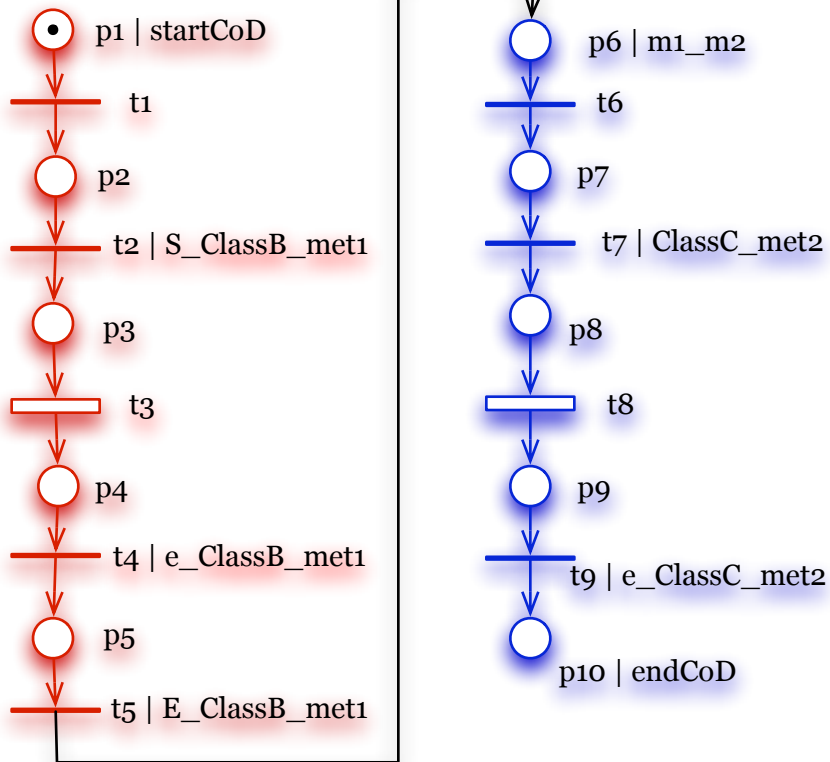 p1 | startCoD
t1
p2
t2 | S_ClassB_met1
p3
t3
p4
t4 | e_ClassB_met1
p5
t5 | E_ClassB_met1
p6 | m1_m2
t6
p7
t7 | ClassC_met2
p8
t8
p9
t9 | e_ClassC_met2
p10 | endCoD